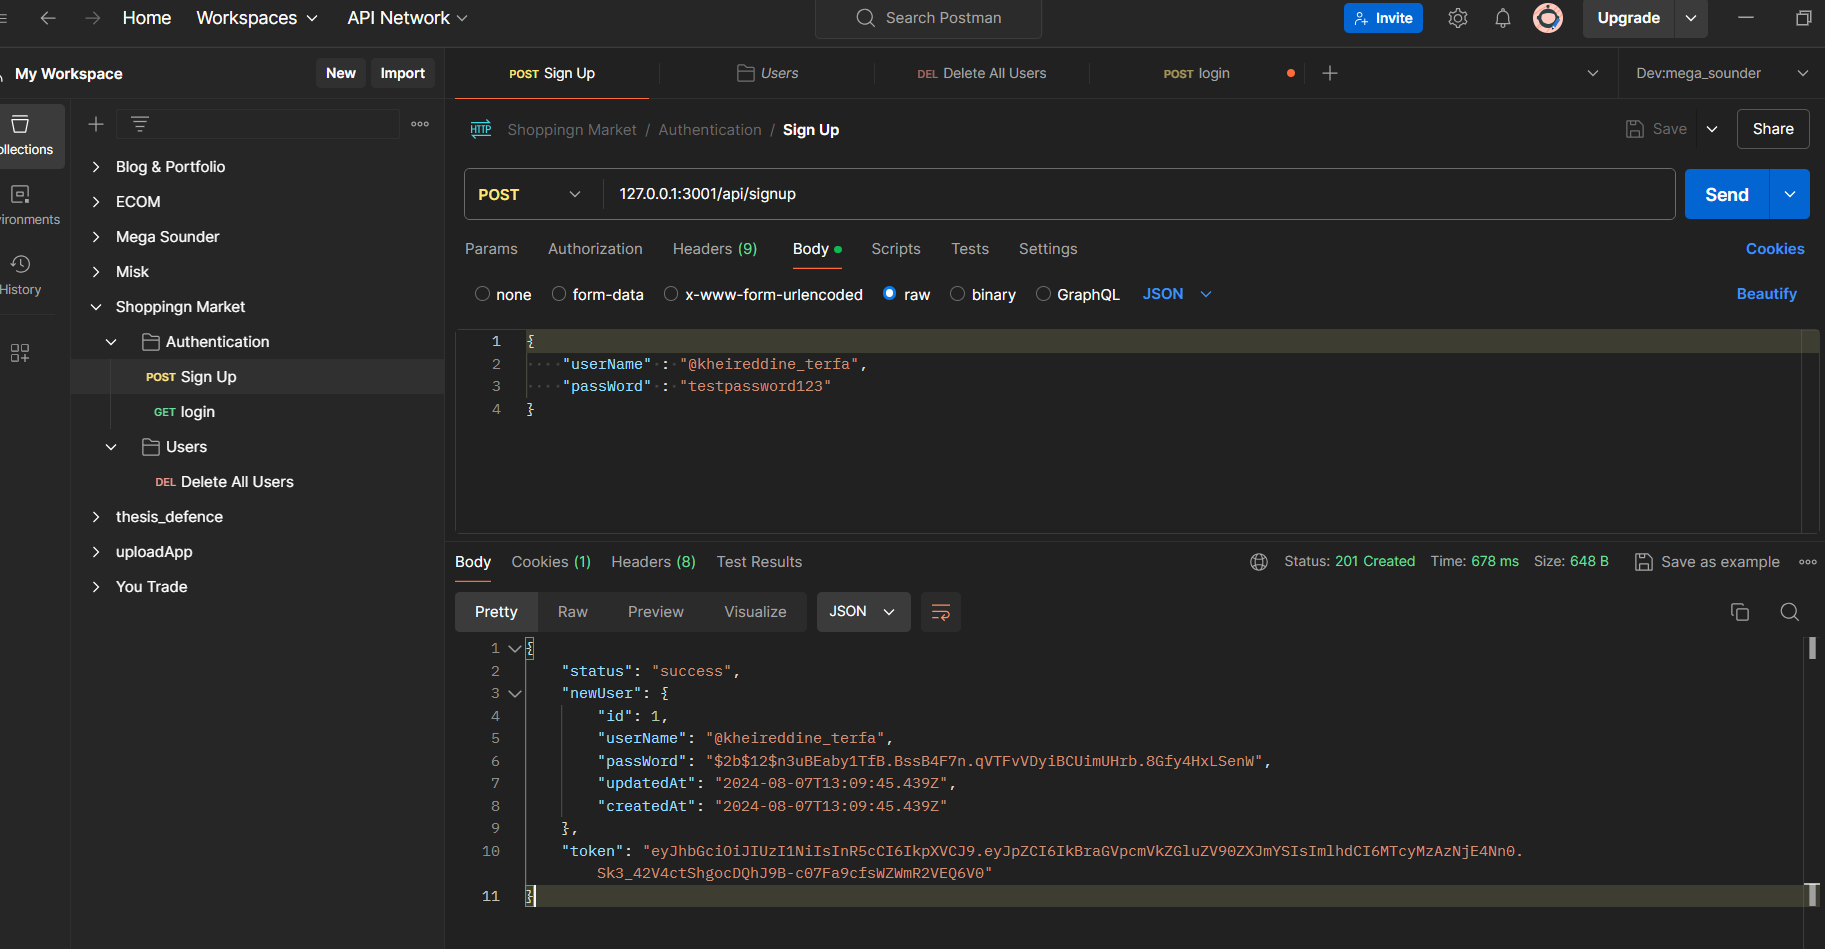 Home Workspaces API Network Search Postman Invite Upgrade
My Workspace New Import POST Sign Up Users DEL Delete All Users POST login Dev:mega_sounder
ollections
HTTP Shoppingn Market / Authentication / Sign Up Save Share
Blog & Portfolio
ECOM
POST 127.0.0.1:3001/api/signup Send
ironments
Mega Sounder
Params Authorization Headers (9) Body Scripts Tests Settings Cookies
Misk
History
none form-data x-www-form-urlencoded raw binary GraphQL JSON Beautify
Shoppingn Market
Authentication
POST Sign Up
GET login
Users
DEL Delete All Users
thesis_defence
uploadApp
You Trade
1 {
2 "userName" : "@kheireddine_terfa",
3 "passWord" : "testpassword123"
4 }
Body Cookies (1) Headers (8) Test Results Status: 201 Created Time: 678 ms Size: 648 B Save as example
Pretty Raw Preview Visualize JSON
1 {
2 "status": "success",
3 "newUser": {
4 "id": 1,
5 "userName": "@kheireddine_terfa",
6 "passWord": "$2b$12$n3uBEaby1TfB.BssB4F7n.qVTFvVDyiBCUimUHrb.8Gfy4HxLSenW",
7 "updatedAt": "2024-08-07T13:09:45.439Z",
8 "createdAt": "2024-08-07T13:09:45.439Z"
9 },
10 "token": "eyJhbGciOiJIUzI1NiIsInR5cCI6IkpXVCJ9.eyJpZCI6IkBraGVpcmVkZGluZV90ZXJmYSIsImlhdCI6MTcyMzAzNjE4Nn0.
Sk3_42V4ctShgocDQhJ9B-c07Fa9cfsWZWmR2VEQ6V0"
11 }